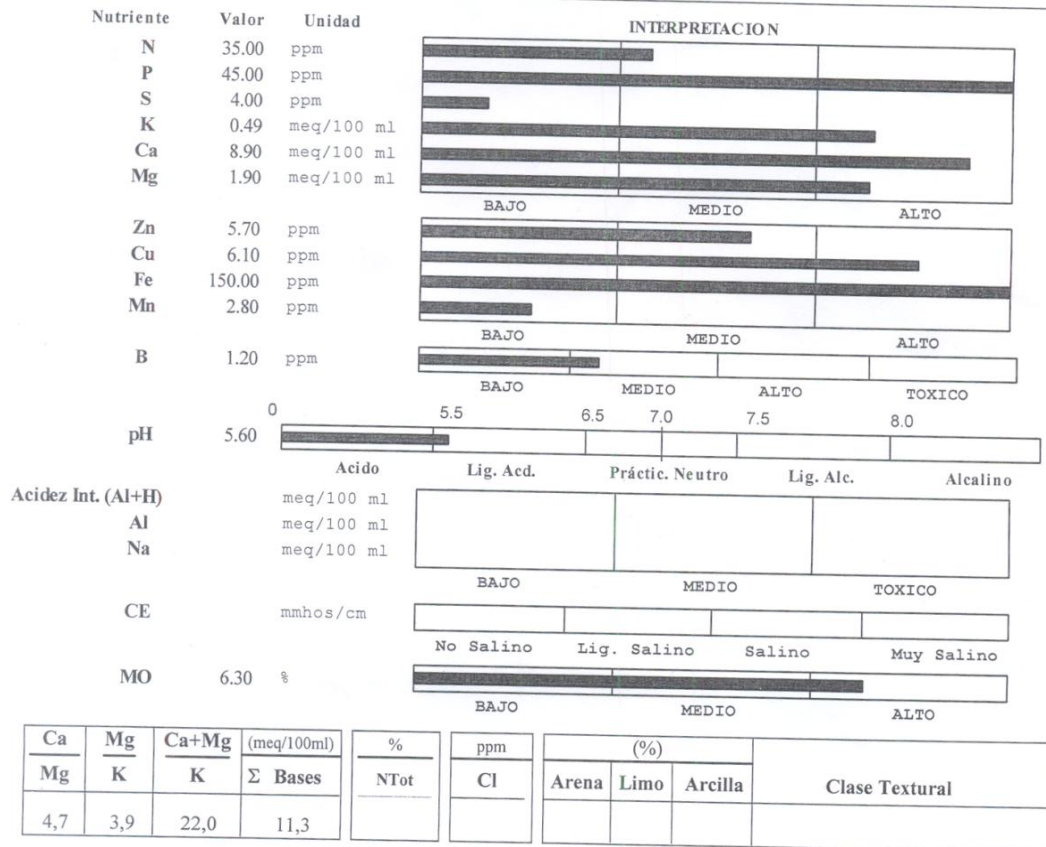 Nutriente Valor Unidad INTERPRETACION
N 35.00 ppm
P 45.00 ppm
S 4.00 ppm
K 0.49 meq/100 ml
Ca 8.90 meq/100 ml
Mg 1.90 meq/100 ml
BAJO MEDIO ALTO
Zn 5.70 ppm
Cu 6.10 ppm
Fe 150.00 ppm
Mn 2.80 ppm
BAJO MEDIO ALTO
B 1.20 ppm
BAJO MEDIO ALTO TOXICO
0 5.5 6.5 7.0 7.5 8.0
pH 5.60
Acido Lig. Acd. Práctic. Neutro Lig. Alc. Alcalino
Acidez Int. (Al+H) meq/100 ml
Al meq/100 ml
Na meq/100 ml
BAJO MEDIO TOXICO
CE mmhos/cm
No Salino Lig. Salino Salino Muy Salino
MO 6.30 %
BAJO MEDIO ALTO
Ca Mg Ca+Mg (meq/100ml) % ppm (%)
Mg K K Σ Bases NTot Cl Arena Limo Arcilla Clase Textural
4,7 3,9 22,0 11,3